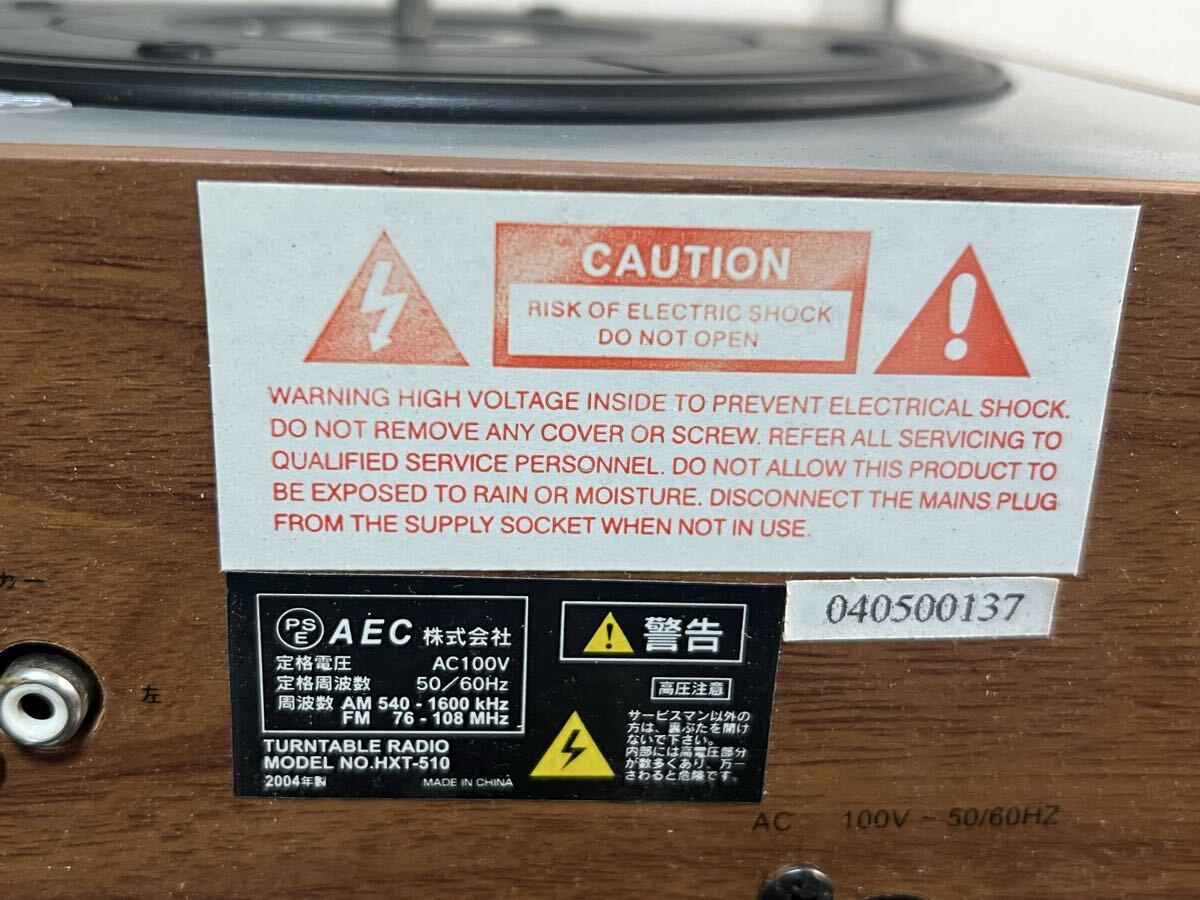 CAUTION
RISK OF ELECTRIC SHOCK
DO NOT OPEN
WARNING HIGH VOLTAGE INSIDE TO PREVENT ELECTRICAL SHOCK.
DO NOT REMOVE ANY COVER OR SCREW. REFER ALL SERVICING TO
QUALIFIED SERVICE PERSONNEL. DO NOT ALLOW THIS PRODUCT TO
BE EXPOSED TO RAIN OR MOISTURE. DISCONNECT THE MAINS PLUG
FROM THE SUPPLY SOCKET WHEN NOT IN USE.
カー
左
PS
E
AEC 株式会社
定格電圧 AC100V
定格周波数 50/60Hz
周波数 AM 540 - 1600 kHz
FM 76 - 108 MHz
TURNTABLE RADIO
MODEL NO.HXT-510
2004年製 MADE IN CHINA
警告
高圧注意
サービスマン以外の
方は、裏ぶたを開け
ないで下さい。
内部には高電圧部分
が数多くあり、万一
さわると危険です。
040500137
AC 100V ~ 50/60HZ